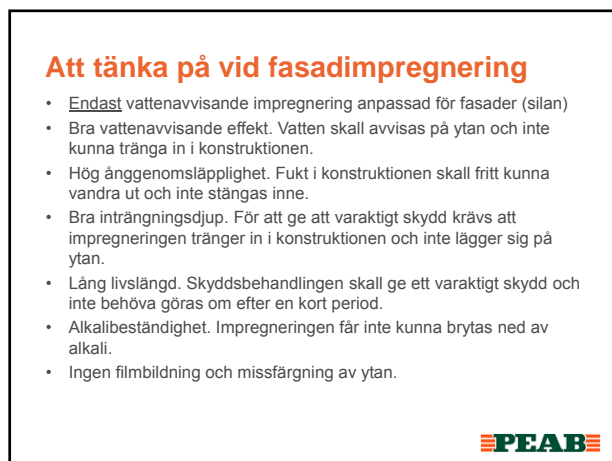 Att tänka på vid fasadimpregnering
• Endast vattenavvisande impregnering anpassad för fasader (silan)
• Bra vattenavvisande effekt. Vatten skall avvisas på ytan och inte
kunna tränga in i konstruktionen.
• Hög ånggenomsläpplighet. Fukt i konstruktionen skall fritt kunna
vandra ut och inte stängas inne.
• Bra inträngningsdjup. För att ge att varaktigt skydd krävs att
impregneringen tränger in i konstruktionen och inte lägger sig på
ytan.
• Lång livslängd. Skyddsbehandlingen skall ge ett varaktigt skydd och
inte behöva göras om efter en kort period.
• Alkalibeständighet. Impregneringen får inte kunna brytas ned av
alkali.
• Ingen filmbildning och missfärgning av ytan.
PEAB